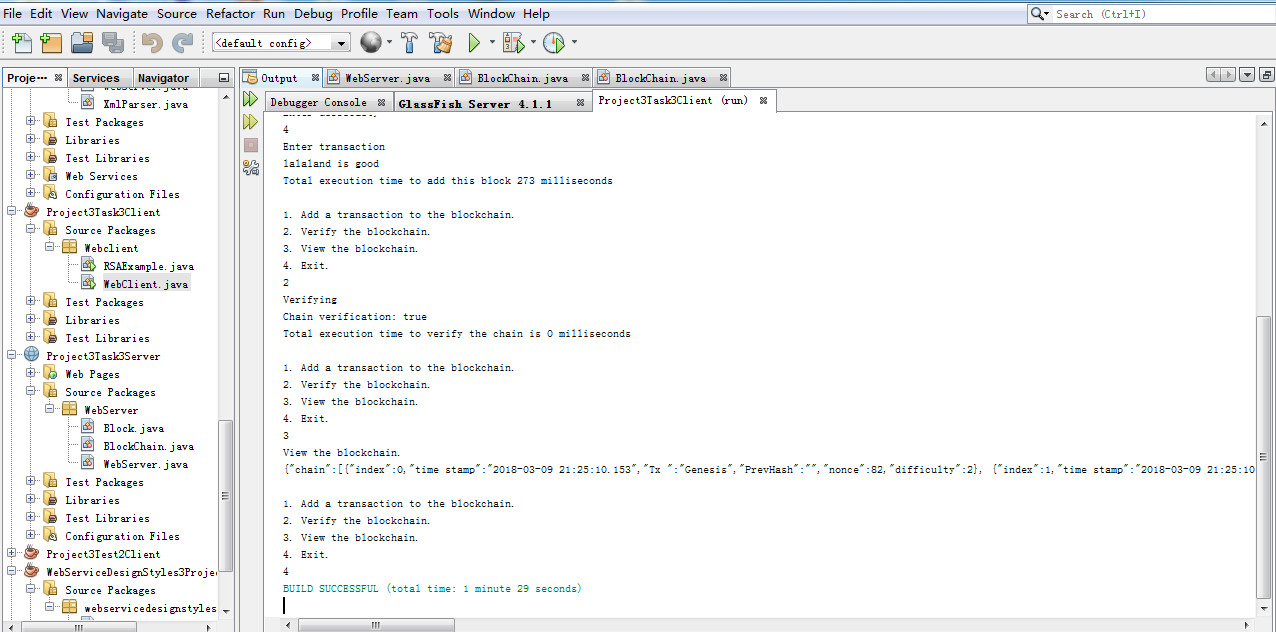 File Edit View Navigate Source Refactor Run Debug Profile Team Tools Window Help
Search (Ctrl+I)
<default config>
Proje... Services Navigator
Output WebServer.java BlockChain.java BlockChain.java
Debugger Console GlassFish Server 4.1.1 Project3Task3Client (run)
WebServer.java
XmlParser.java
Test Packages
Libraries
Test Libraries
Web Services
Configuration Files
Project3Task3Client
Source Packages
Webclient
RSAExample.java
WebClient.java
Test Packages
Libraries
Test Libraries
Project3Task3Server
Web Pages
Source Packages
WebServer
Block.java
BlockChain.java
WebServer.java
Test Packages
Libraries
Test Libraries
Configuration Files
Project3Test2Client
WebServiceDesignStyles3Proje
Source Packages
webservicedesignstyles
4
Enter transaction
lalaland is good
Total execution time to add this block 273 milliseconds
1. Add a transaction to the blockchain.
2. Verify the blockchain.
3. View the blockchain.
4. Exit.
2
Verifying
Chain verification: true
Total execution time to verify the chain is 0 milliseconds
1. Add a transaction to the blockchain.
2. Verify the blockchain.
3. View the blockchain.
4. Exit.
3
View the blockchain.
{"chain":[{"index":0,"time stamp":"2018-03-09 21:25:10.153","Tx ":"Genesis","PrevHash":"","nonce":82,"difficulty":2}, {"index":1,"time stamp":"2018-03-09 21:25:10
1. Add a transaction to the blockchain.
2. Verify the blockchain.
3. View the blockchain.
4. Exit.
4
BUILD SUCCESSFUL (total time: 1 minute 29 seconds)